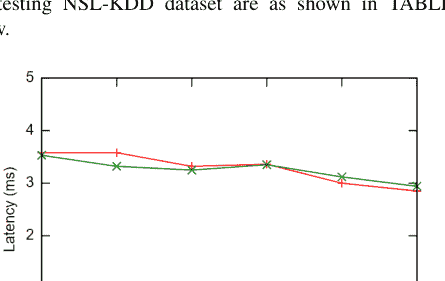 testing NSL-KDD dataset are as shown in TABLE
w.
5
4
3
2
Latency (ms)